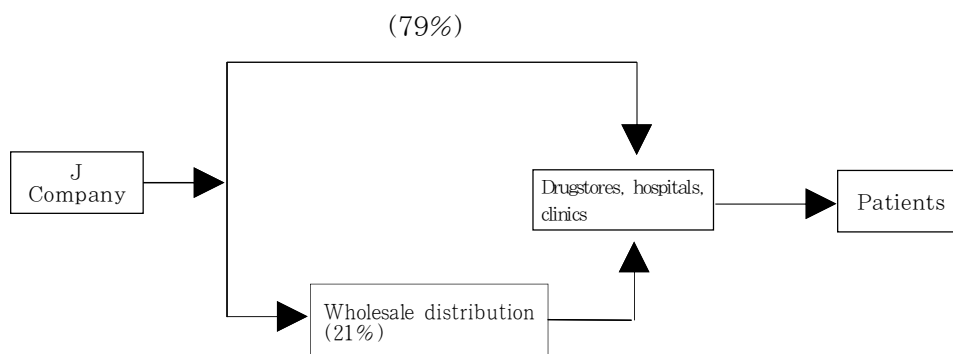 (79%)
J
Company
Drugstores, hospitals,
clinics
Patients
Wholesale distribution
(21%)